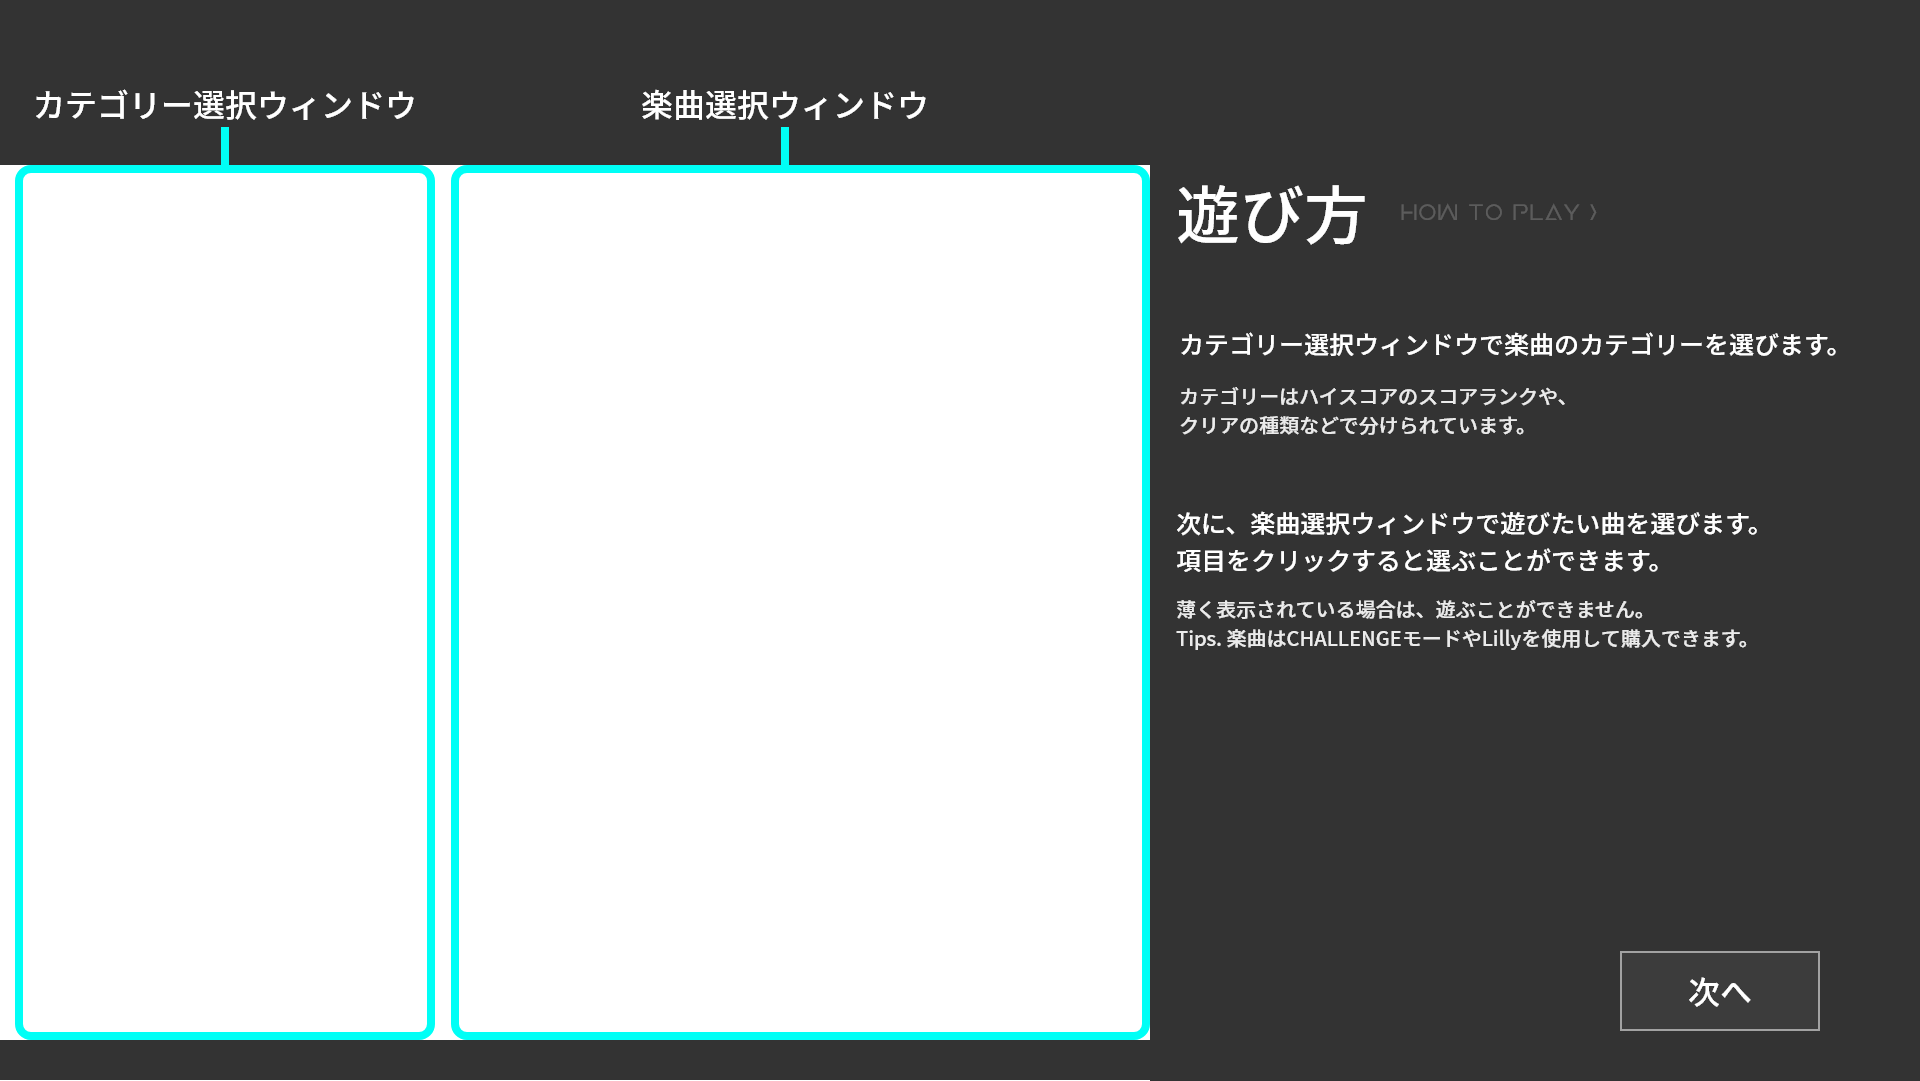 カテゴリー選択ウィンドウ
楽曲選択ウィンドウ
遊び方
HOW TO PLAY >
カテゴリー選択ウィンドウで楽曲のカテゴリーを選びます。
カテゴリーはハイスコアのスコアランクや、
クリアの種類などで分けられています。
次に、楽曲選択ウィンドウで遊びたい曲を選びます。
項目をクリックすると選ぶことができます。
薄く表示されている場合は、遊ぶことができません。
Tips. 楽曲はCHALLENGEモードやLillyを使用して購入できます。
次へ